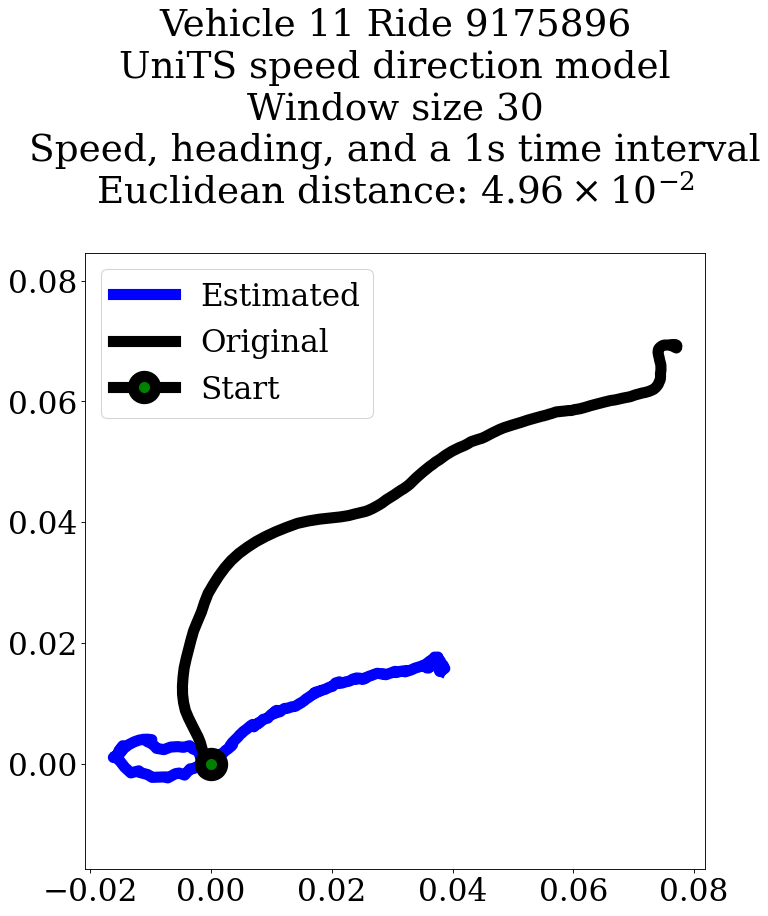 Vehicle 11 Ride 9175896
UniTS speed direction model
Window size 30
Speed, heading, and a 1s time interval
Euclidean distance: 4.96 × 10⁻²
Estimated
Original
Start
0.08
0.06
0.04
0.02
0.00
−0.02 0.00 0.02 0.04 0.06 0.08